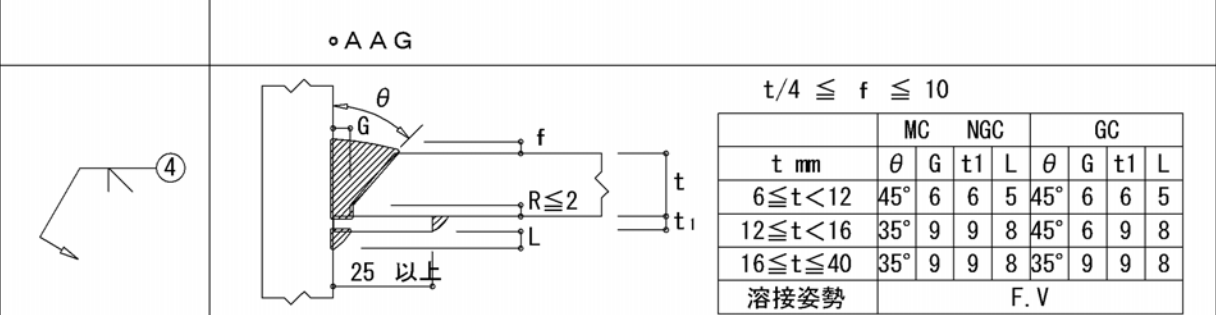 AAG
④
θ
G
f
R≦2
t
t1
L
25 以上
t/4 ≦ f ≦ 10
MC NGC GC
t mm θ G t1 L θ G t1 L
6≦t<12 45° 6 6 5 45° 6 6 5
12≦t<16 35° 9 9 8 45° 6 9 8
16≦t≦40 35° 9 9 8 35° 9 9 8
溶接姿勢 F.V